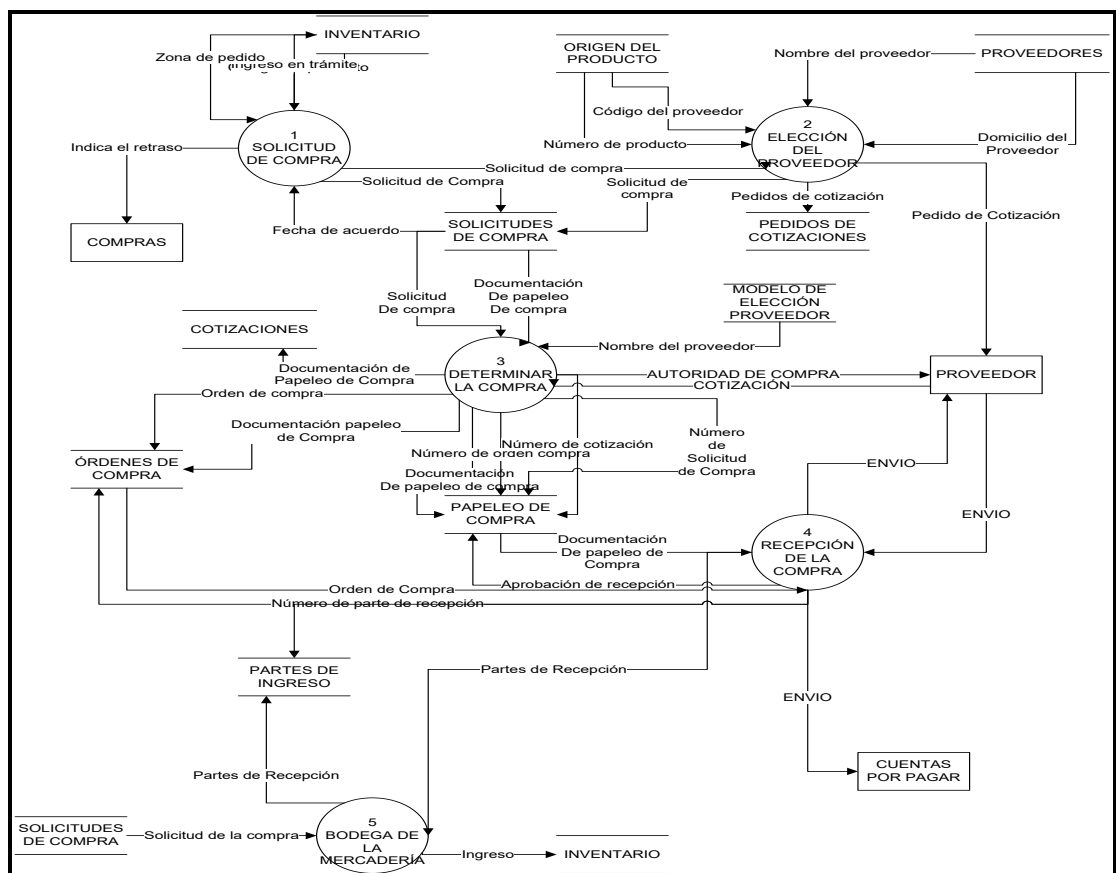 INVENTARIO
Zona de pedido
Ingreso en trámite
ORIGEN DEL
PRODUCTO
Nombre del proveedor
PROVEEDORES
Código del proveedor
Número de producto
1
SOLICITUD
DE COMPRA
2
ELECCIÓN
DEL
PROVEEDOR
Domicilio del
Proveedor
Indica el retraso
Solicitud de compra
Solicitud de Compra
Solicitud de
compra
Pedidos de cotización
Pedido de Cotización
COMPRAS
Fecha de acuerdo
SOLICITUDES
DE COMPRA
PEDIDOS DE
COTIZACIONES
Solicitud
De compra
Documentación
De papeleo
De compra
MODELO DE
ELECCIÓN
PROVEEDOR
COTIZACIONES
Nombre del proveedor
3
DETERMINAR
LA COMPRA
Documentación de
Papeleo de Compra
AUTORIDAD DE COMPRA
COTIZACIÓN
PROVEEDOR
Orden de compra
Documentación papeleo
de Compra
Número de cotización
Número de orden compra
Número
de
Solicitud
de Compra
ÓRDENES DE
COMPRA
Documentación
De papeleo de compra
ENVIO
PAPELEO DE
COMPRA
ENVIO
4
RECEPCIÓN
DE LA
COMPRA
Documentación
De papeleo de
Compra
Aprobación de recepción
Orden de Compra
Número de parte de recepción
PARTES DE
INGRESO
Partes de Recepción
ENVIO
CUENTAS
POR PAGAR
Partes de Recepción
SOLICITUDES
DE COMPRA
Solicitud de la compra
5
BODEGA DE
LA
MERCADERÍA
Ingreso
INVENTARIO